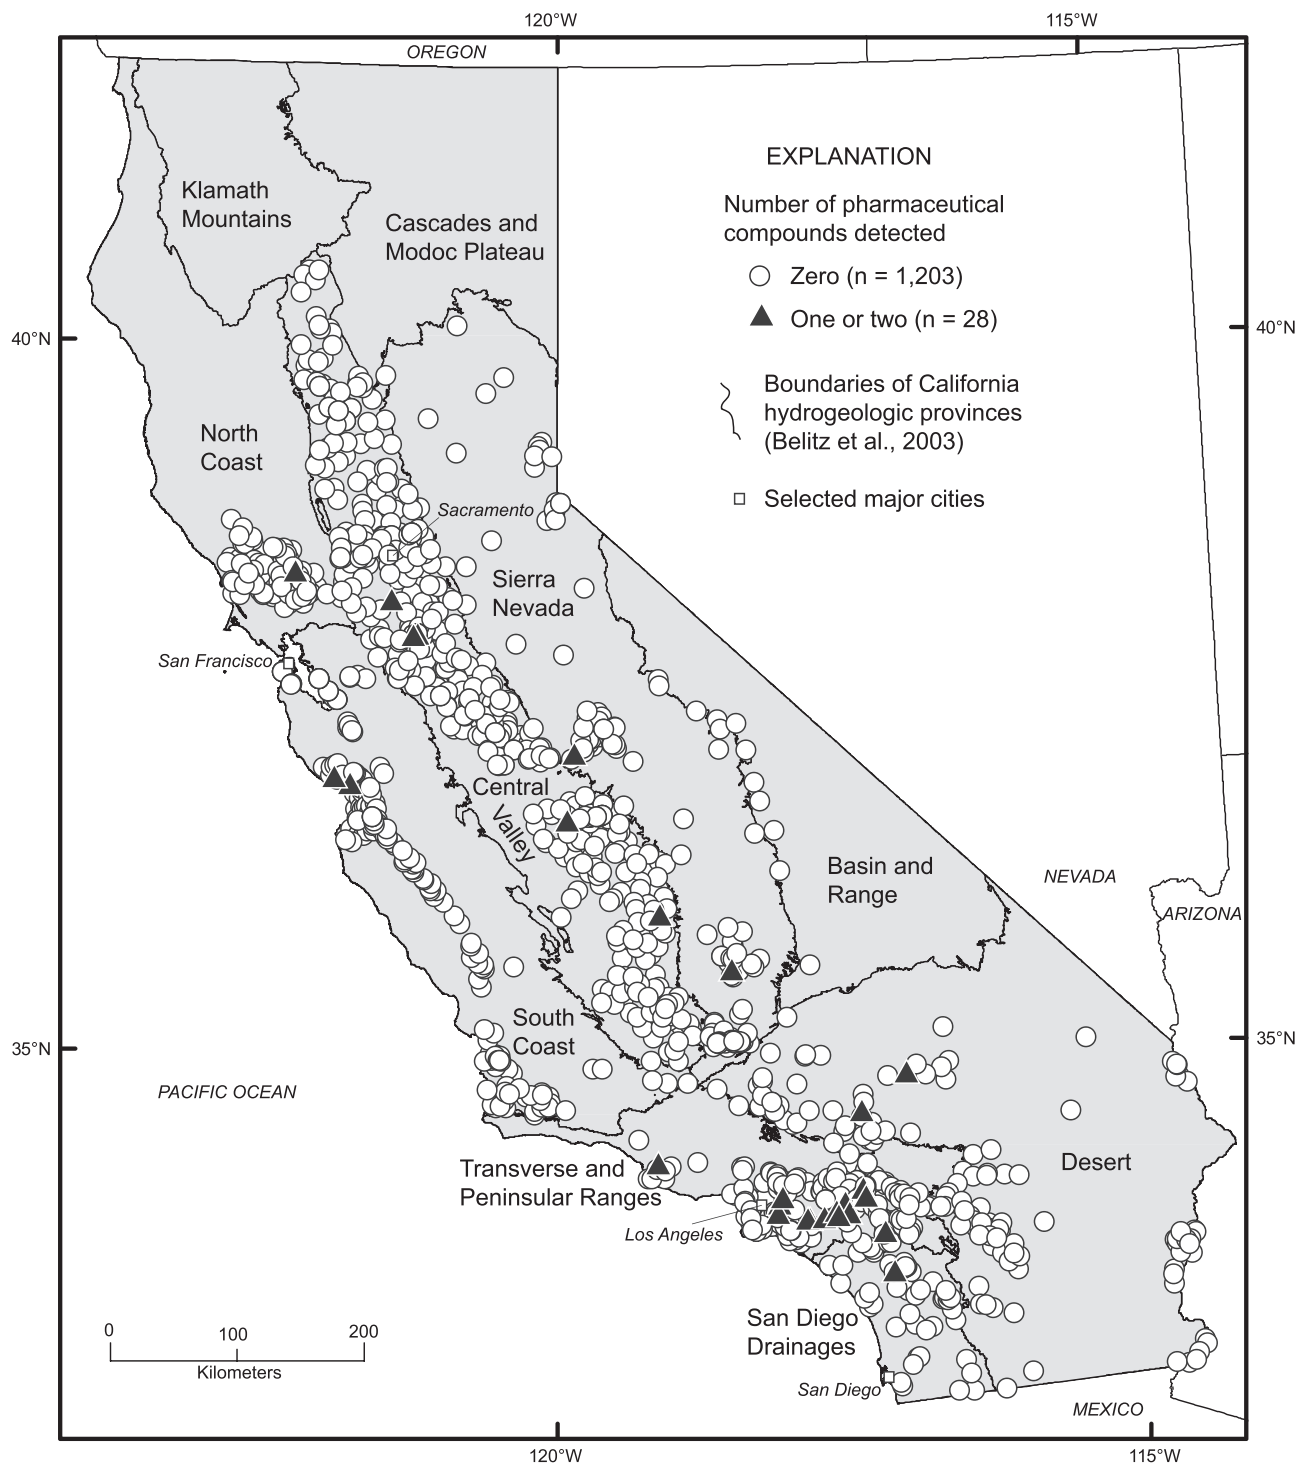 120°W
115°W
OREGON
EXPLANATION
Number of pharmaceutical
compounds detected
Zero (n = 1,203)
One or two (n = 28)
Boundaries of California
hydrogeologic provinces
(Belitz et al., 2003)
Selected major cities
Klamath
Mountains
Cascades and
Modoc Plateau
40°N
40°N
North
Coast
Sacramento
Sierra
Nevada
San Francisco
Central
Valley
Basin and
Range
NEVADA
ARIZONA
South
Coast
35°N
35°N
PACIFIC OCEAN
Transverse and
Peninsular Ranges
Desert
Los Angeles
San Diego
Drainages
0
100
200
Kilometers
San Diego
MEXICO
120°W
115°W